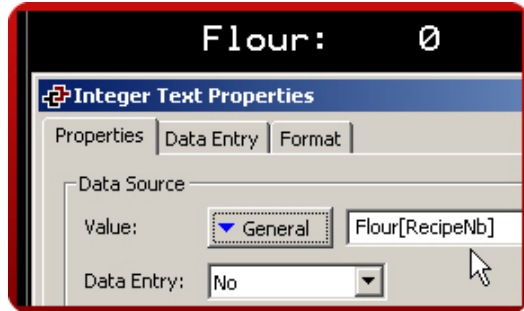 Flour: 0
Integer Text Properties
Properties Data Entry Format
Data Source
Value: General Flour[RecipeNb]
Data Entry: No